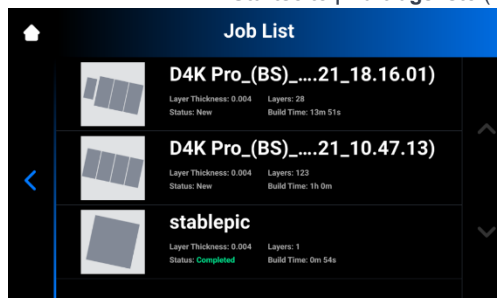 Job List
D4K Pro_(BS)_....21_18.16.01)
Layer Thickness: 0.004 Layers: 28
Status: New Build Time: 13m 51s
D4K Pro_(BS)_....21_10.47.13)
Layer Thickness: 0.004 Layers: 123
Status: New Build Time: 1h 0m
stablepic
Layer Thickness: 0.004 Layers: 1
Status: Completed Build Time: 0m 54s